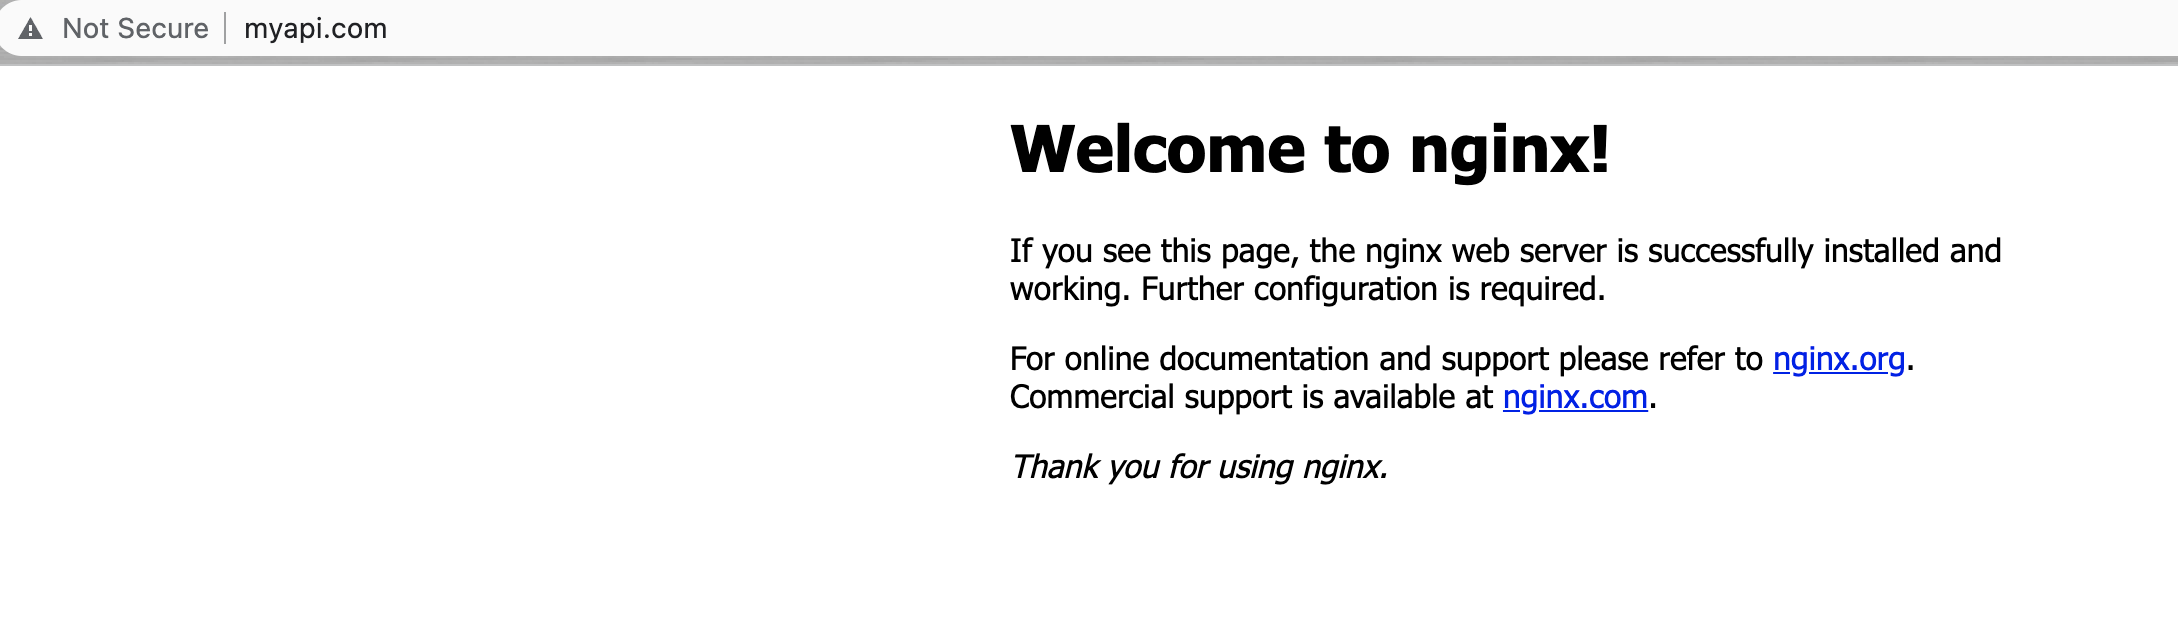 Not Secure myapi.com
Welcome to nginx!
If you see this page, the nginx web server is successfully installed and
working. Further configuration is required.
For online documentation and support please refer to nginx.org.
Commercial support is available at nginx.com.
Thank you for using nginx.